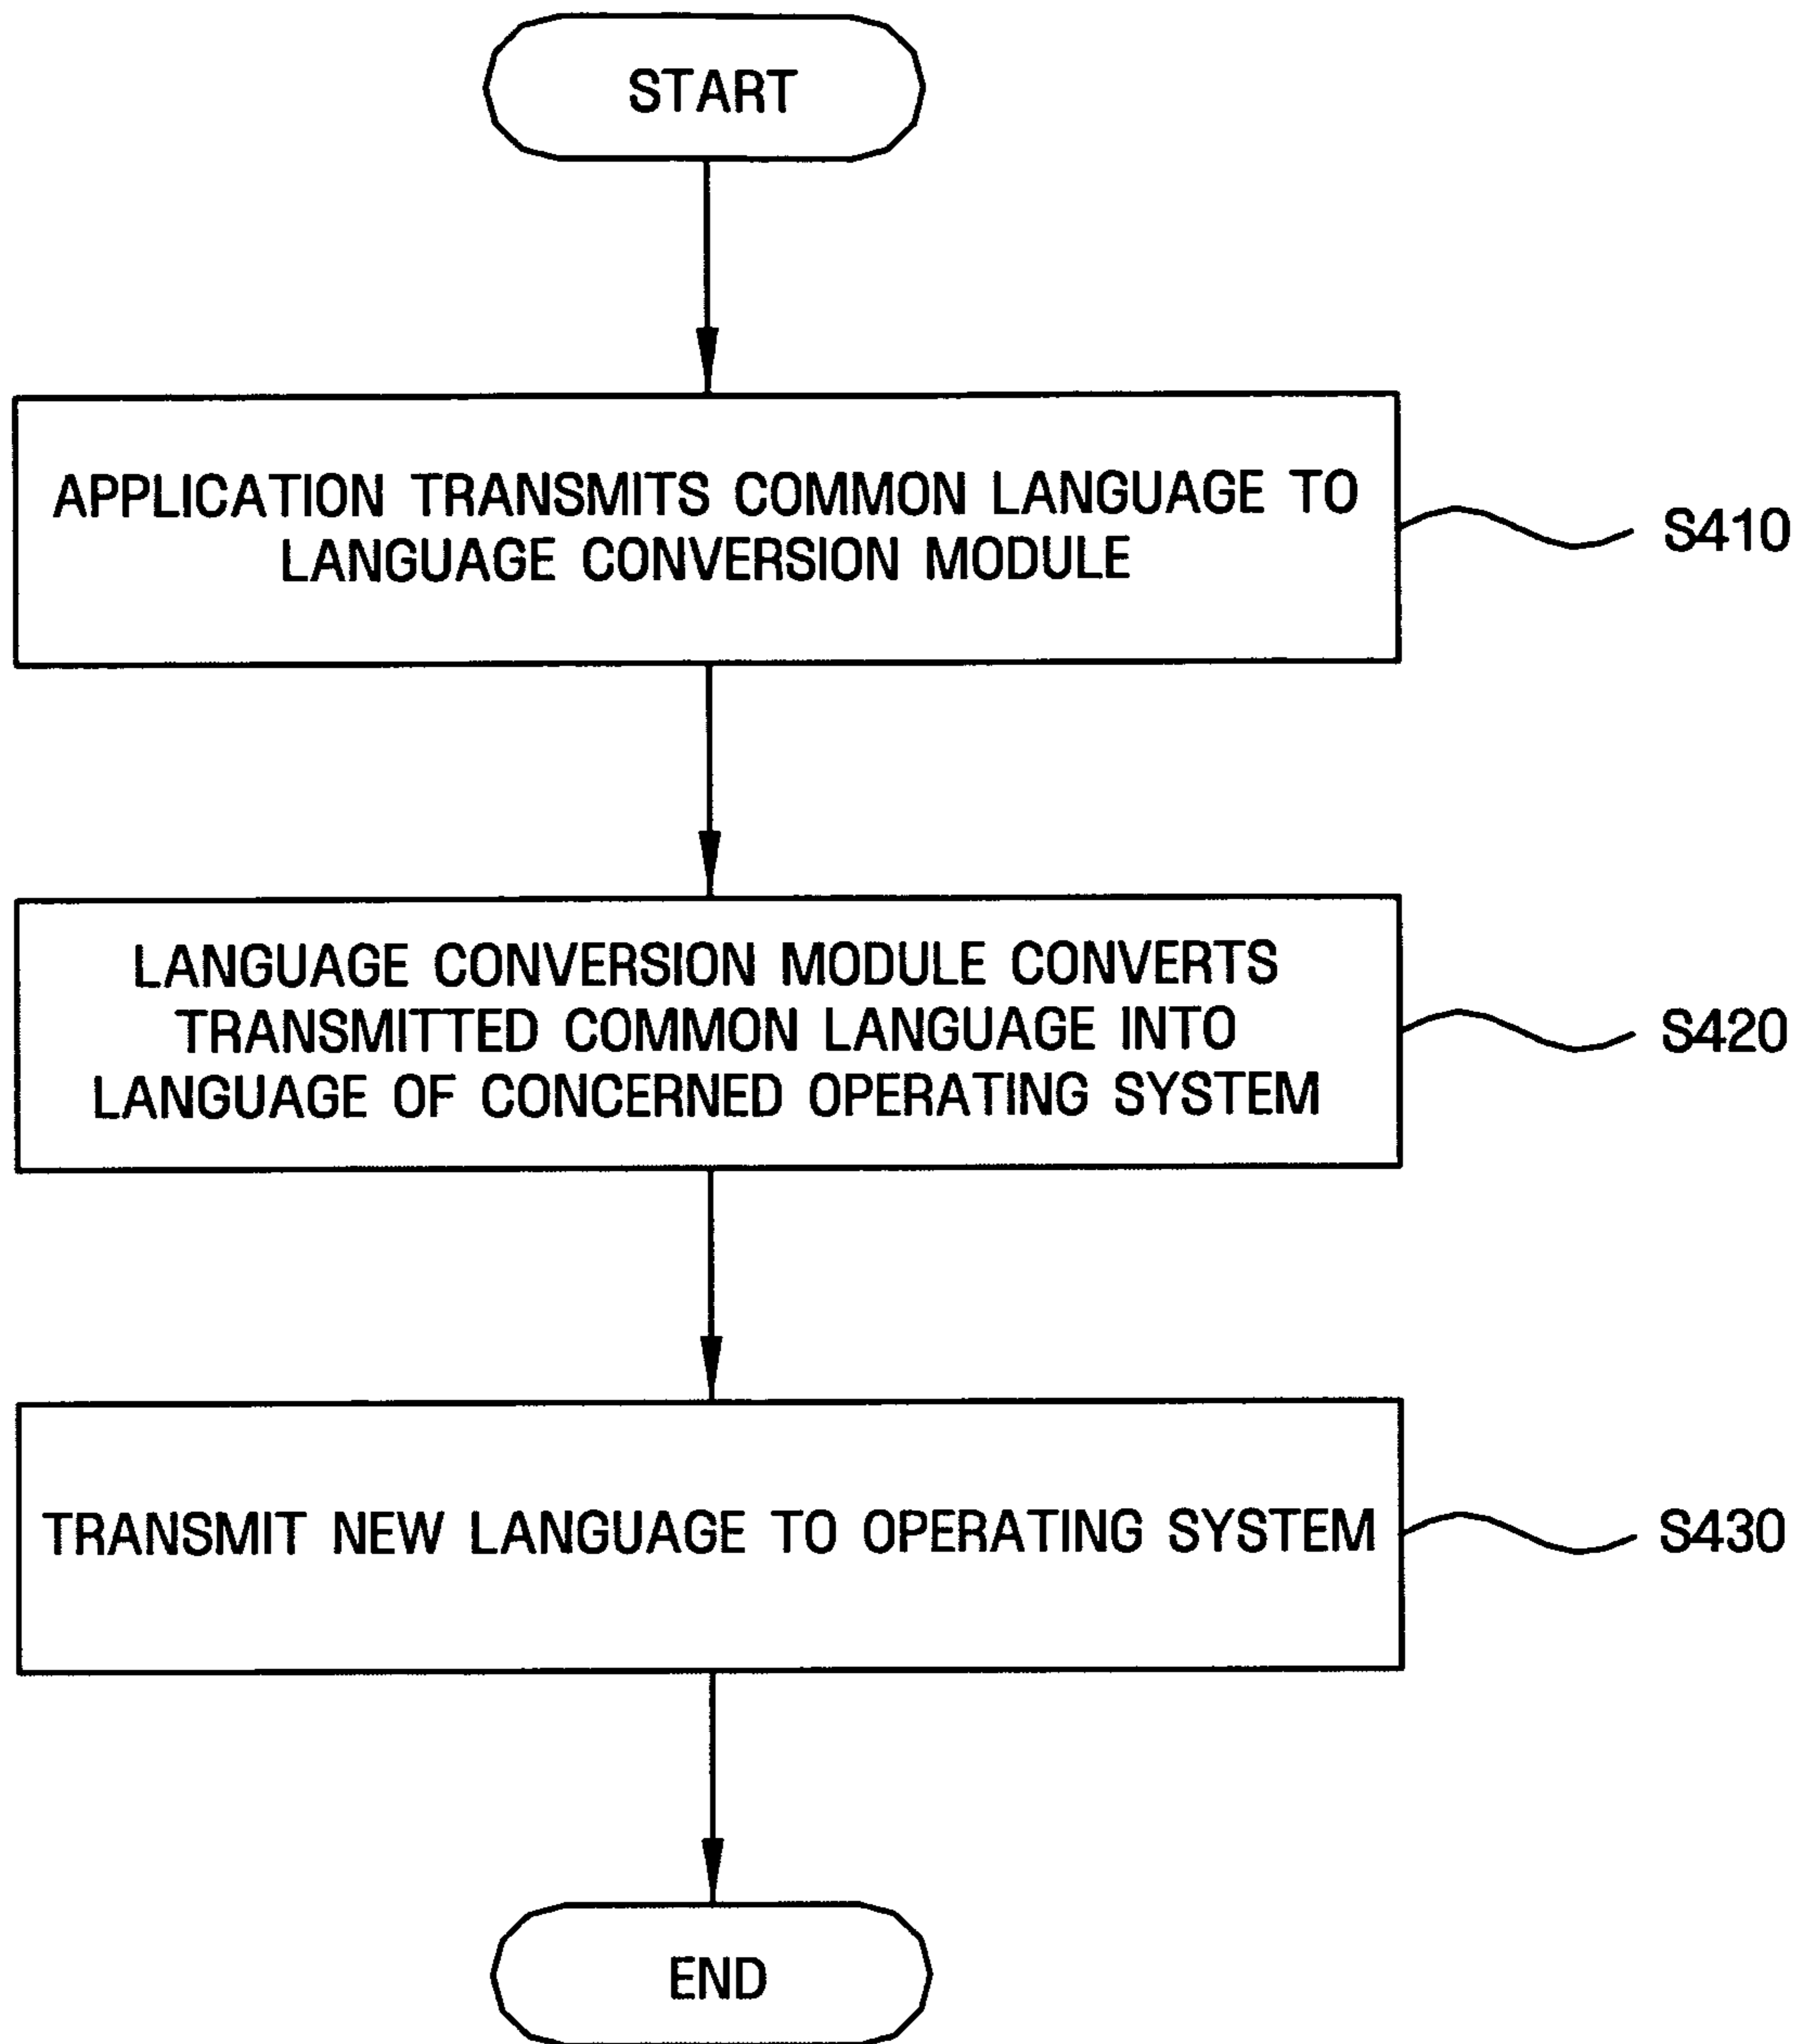 START
APPLICATION TRANSMITS COMMON LANGUAGE TO
LANGUAGE CONVERSION MODULE
S410
LANGUAGE CONVERSION MODULE CONVERTS
TRANSMITTED COMMON LANGUAGE INTO
LANGUAGE OF CONCERNED OPERATING SYSTEM
S420
TRANSMIT NEW LANGUAGE TO OPERATING SYSTEM
S430
END